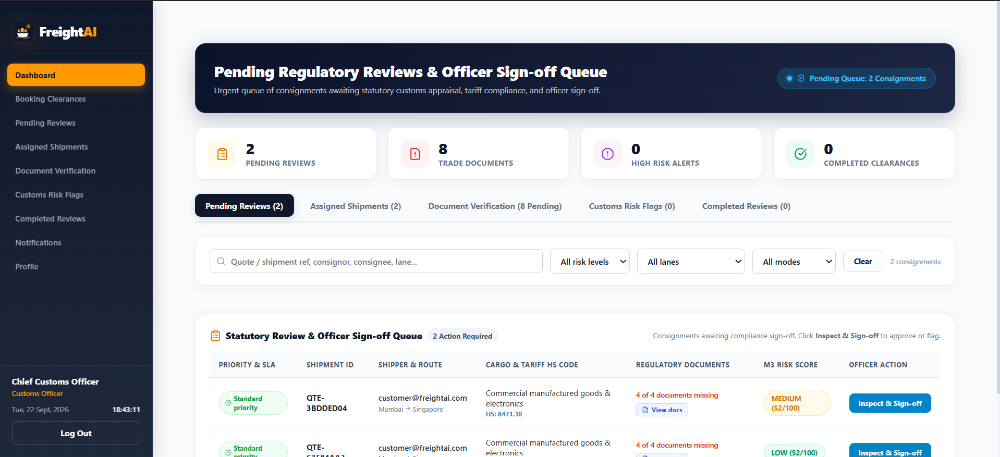 FreightAI
Dashboard
Booking Clearances
Pending Reviews
Assigned Shipments
Document Verification
Customs Risk Flags
Completed Reviews
Notifications
Profile
Chief Customs Officer
Customs Officer
Tue, 22 Sept, 2026 18:43:11
Log Out
Pending Regulatory Reviews & Officer Sign-off Queue
Urgent queue of consignments awaiting statutory customs appraisal, tariff compliance, and officer sign-off.
Pending Queue: 2 Consignments
2
PENDING REVIEWS
8
TRADE DOCUMENTS
0
HIGH RISK ALERTS
0
COMPLETED CLEARANCES
Pending Reviews (2) Assigned Shipments (2) Document Verification (8 Pending) Customs Risk Flags (0) Completed Reviews (0)
Quote / shipment ref, consignor, consignee, lane... All risk levels All lanes All modes Clear 2 consignments
Statutory Review & Officer Sign-off Queue 2 Action Required
Consignments awaiting compliance sign-off. Click Inspect & Sign-off to approve or flag.
PRIORITY & SLA SHIPMENT ID SHIPPER & ROUTE CARGO & TARIFF HS CODE REGULATORY DOCUMENTS M3 RISK SCORE OFFICER ACTION
Standard
priority
QTE-
3BDDED04
customer@freightai.com
Mumbai → Singapore
Commercial manufactured goods &
electronics
HS: 8471.30
4 of 4 documents missing
View docs
MEDIUM
(52/100)
Inspect & Sign-off
Standard
priority
QTE-
customer@freightai.com
Commercial manufactured goods &
electronics
4 of 4 documents missing
LOW (52/100)
Inspect & Sign-off